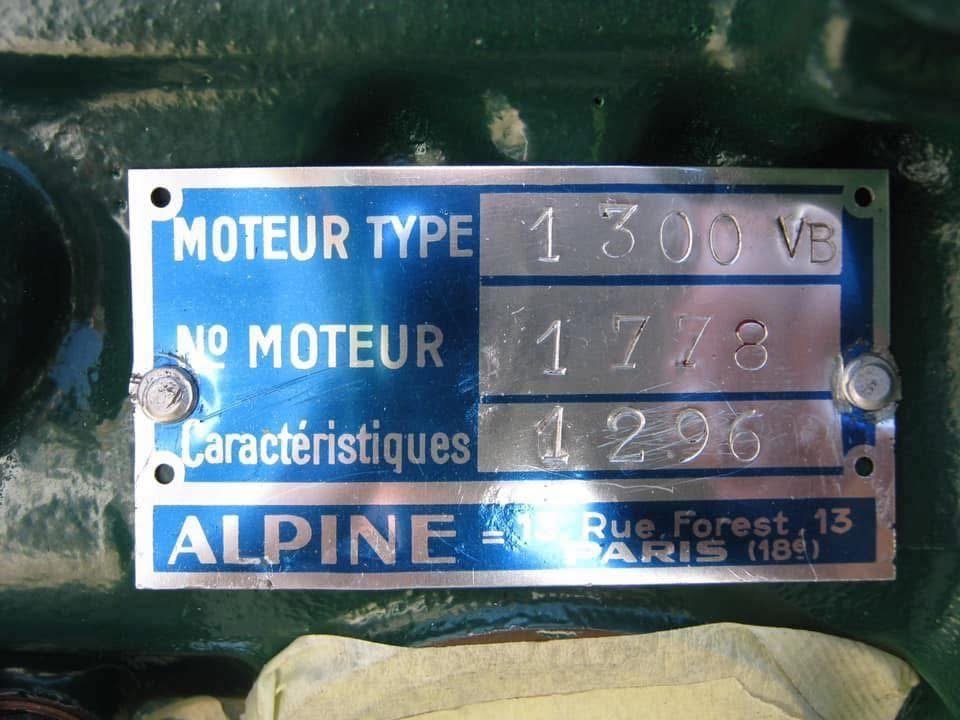 MOTEUR TYPE 1300 VB
No MOTEUR 1778
Caractéristiques 1296
ALPINE = 13, Rue Forest, 13
PARIS (18e)